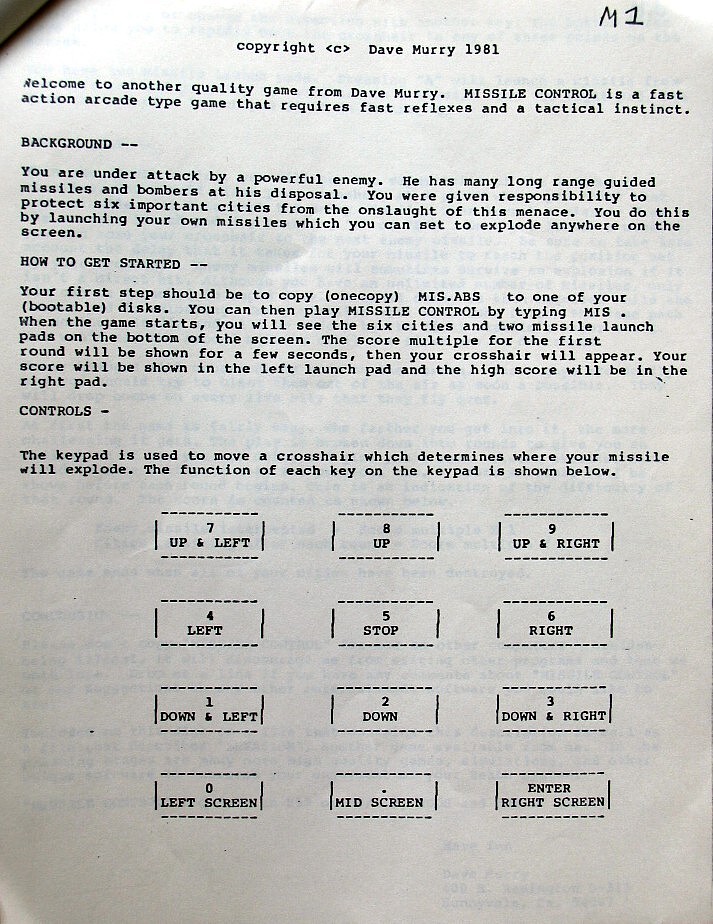 M1
copyright <c> Dave Murry 1981
Welcome to another quality game from Dave Murry. MISSILE CONTROL is a fast
action arcade type game that requires fast reflexes and a tactical instinct.
BACKGROUND --
You are under attack by a powerful enemy. He has many long range guided
missiles and bombers at his disposal. You were given responsibility to
protect six important cities from the onslaught of this menace. You do this
by launching your own missiles which you can set to explode anywhere on the
screen.
HOW TO GET STARTED --
Your first step should be to copy (onecopy) MIS.ABS to one of your
(bootable) disks. You can then play MISSILE CONTROL by typing MIS .
When the game starts, you will see the six cities and two missile launch
pads on the bottom of the screen. The score multiple for the first
round will be shown for a few seconds, then your crosshair will appear. Your
score will be shown in the left launch pad and the high score will be in the
right pad.
CONTROLS -
The keypad is used to move a crosshair which determines where your missile
will explode. The function of each key on the keypad is shown below.
7 8 9
UP & LEFT UP UP & RIGHT
4 5 6
LEFT STOP RIGHT
1 2 3
DOWN & LEFT DOWN DOWN & RIGHT
0 . ENTER
LEFT SCREEN MID SCREEN RIGHT SCREEN